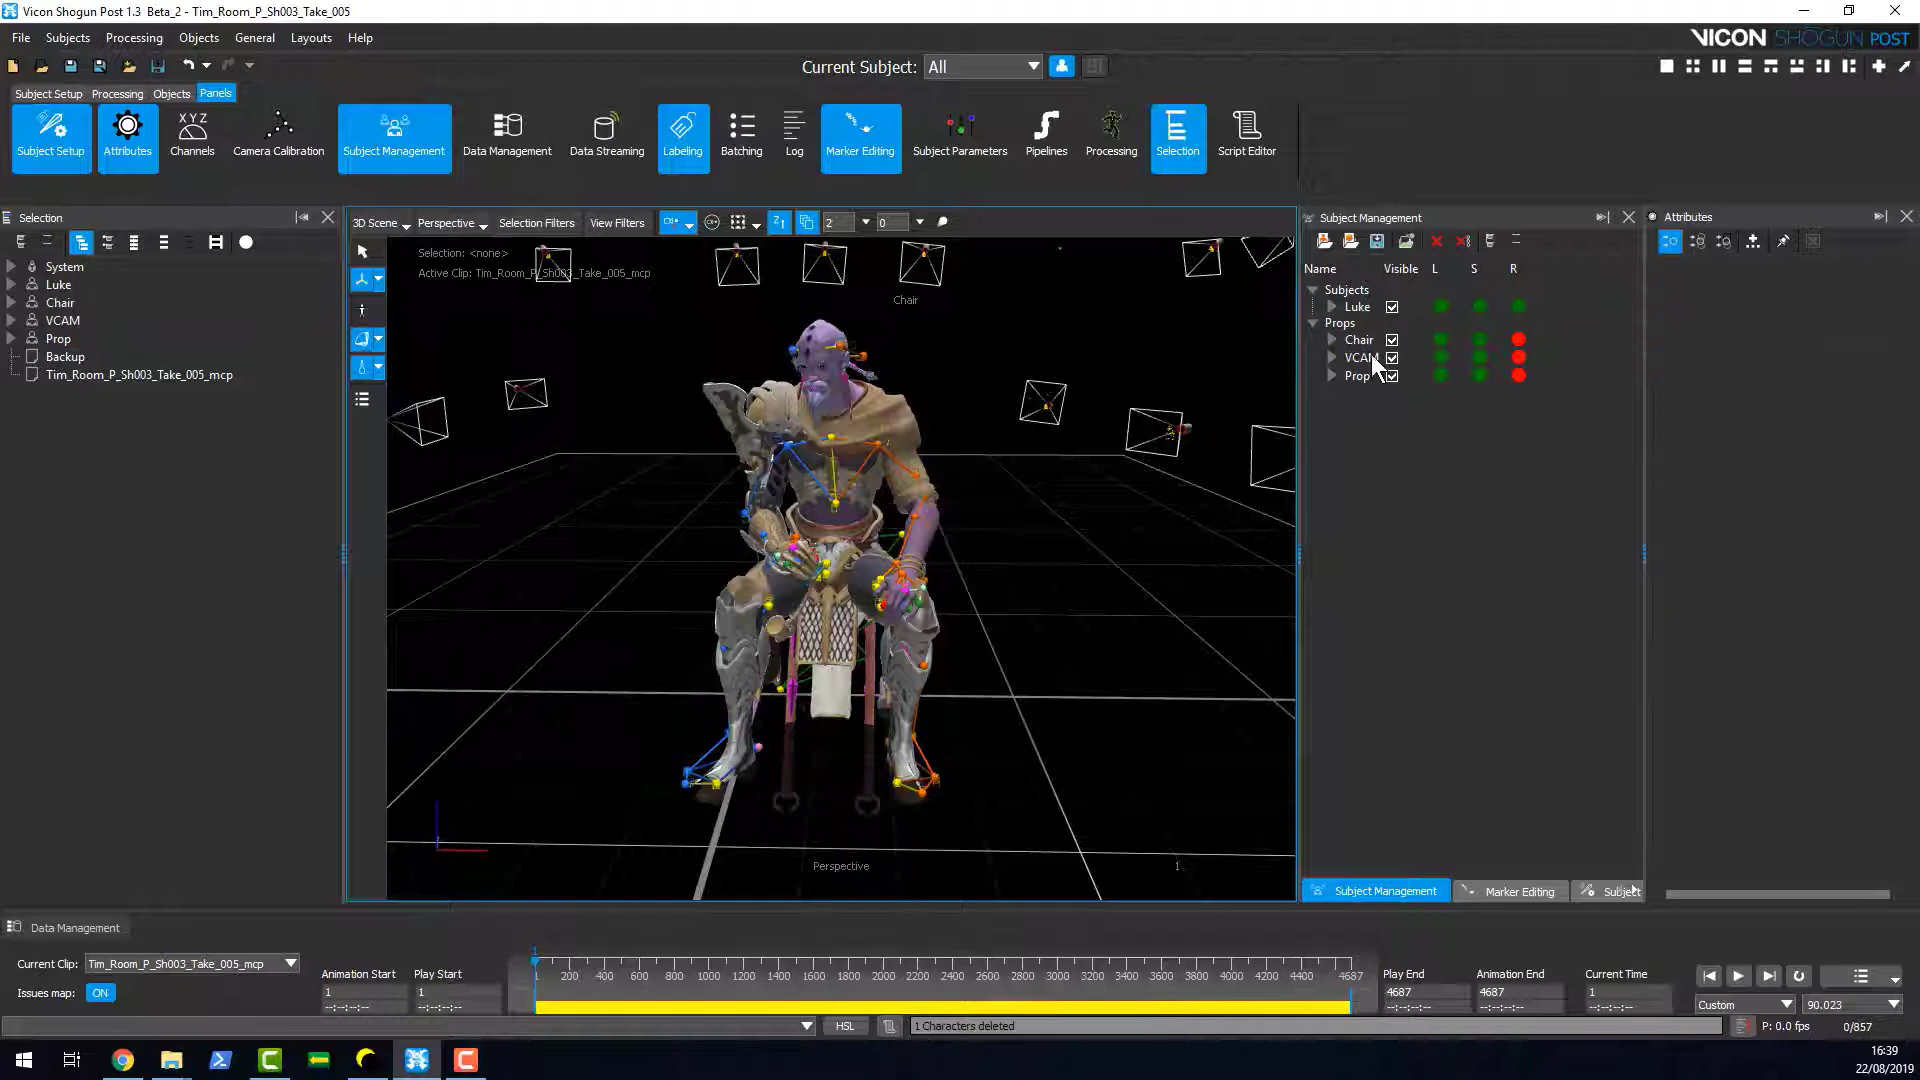 Vicon Shogun Post 1.3 Beta_2 - Tim_Room_P_Sh003_Take_005
File Subjects Processing Objects General Layouts Help
VICON SHOGUN POST
Current Subject: All
Subject Setup Processing Objects Panels
Subject Setup Attributes Channels Camera Calibration Subject Management Data Management Data Streaming Labeling Batching Log Marker Editing Subject Parameters Pipelines Processing Selection Script Editor
XYZ
Selection
3D Scene Perspective Selection Filters View Filters 2 0
Subject Management
Attributes
Selection: <none>
Active Clip: Tim_Room_P_Sh003_Take_005_mcp
Chair
Name Visible L S R
Subjects
Luke
Props
Chair
VCAM
Prop
System
Luke
Chair
VCAM
Prop
Backup
Tim_Room_P_Sh003_Take_005_mcp
Perspective
1
Subject Management Marker Editing
Data Management
Current Clip: Tim_Room_P_Sh003_Take_005_mcp
Issues map: ON
Animation Start Play Start
1 1
--:--:--:-- --:--:--:--
1
1 200 400 600 800 1000 1200 1400 1600 1800 2000 2200 2400 2600 2800 3000 3200 3400 3600 3800 4000 4200 4400 4687
Play End Animation End Current Time
4687 4687 1
--:--:--:-- --:--:--:-- --:--:--:--
Custom 90.023
HSL 1 Characters deleted P: 0.0 fps 0/857
16:39
22/08/2019